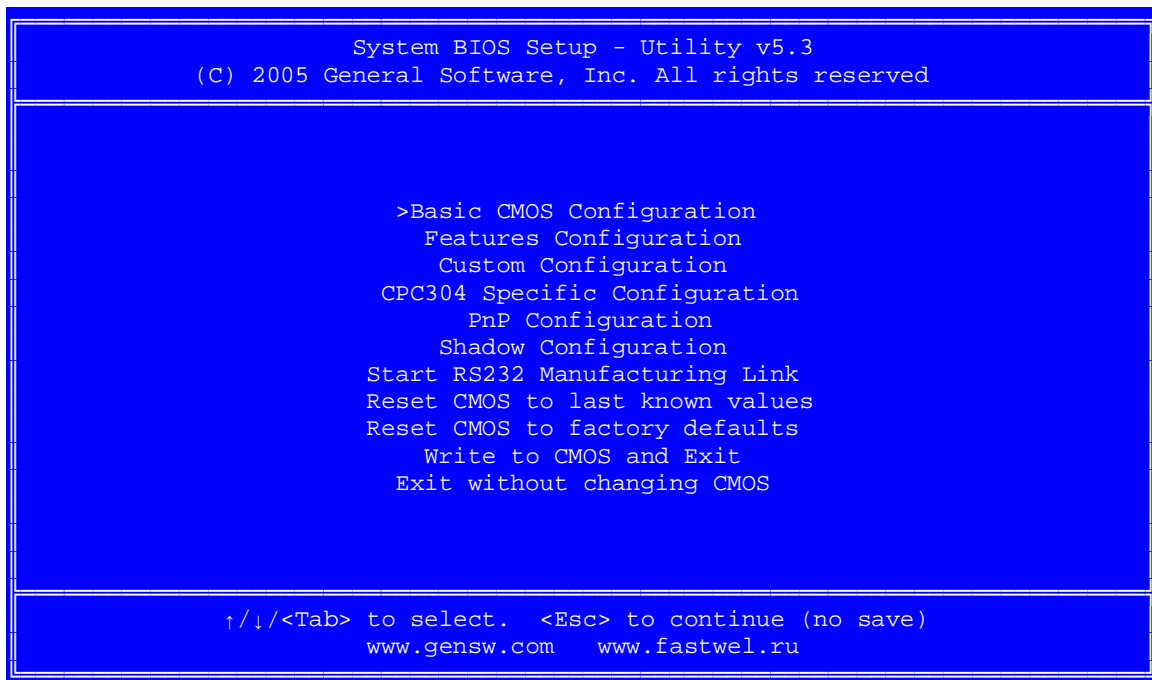 System BIOS Setup - Utility v5.3
(C) 2005 General Software, Inc. All rights reserved
>Basic CMOS Configuration
Features Configuration
Custom Configuration
CPC304 Specific Configuration
PnP Configuration
Shadow Configuration
Start RS232 Manufacturing Link
Reset CMOS to last known values
Reset CMOS to factory defaults
Write to CMOS and Exit
Exit without changing CMOS
↑/↓/<Tab> to select. <Esc> to continue (no save)
www.gensw.com www.fastwel.ru